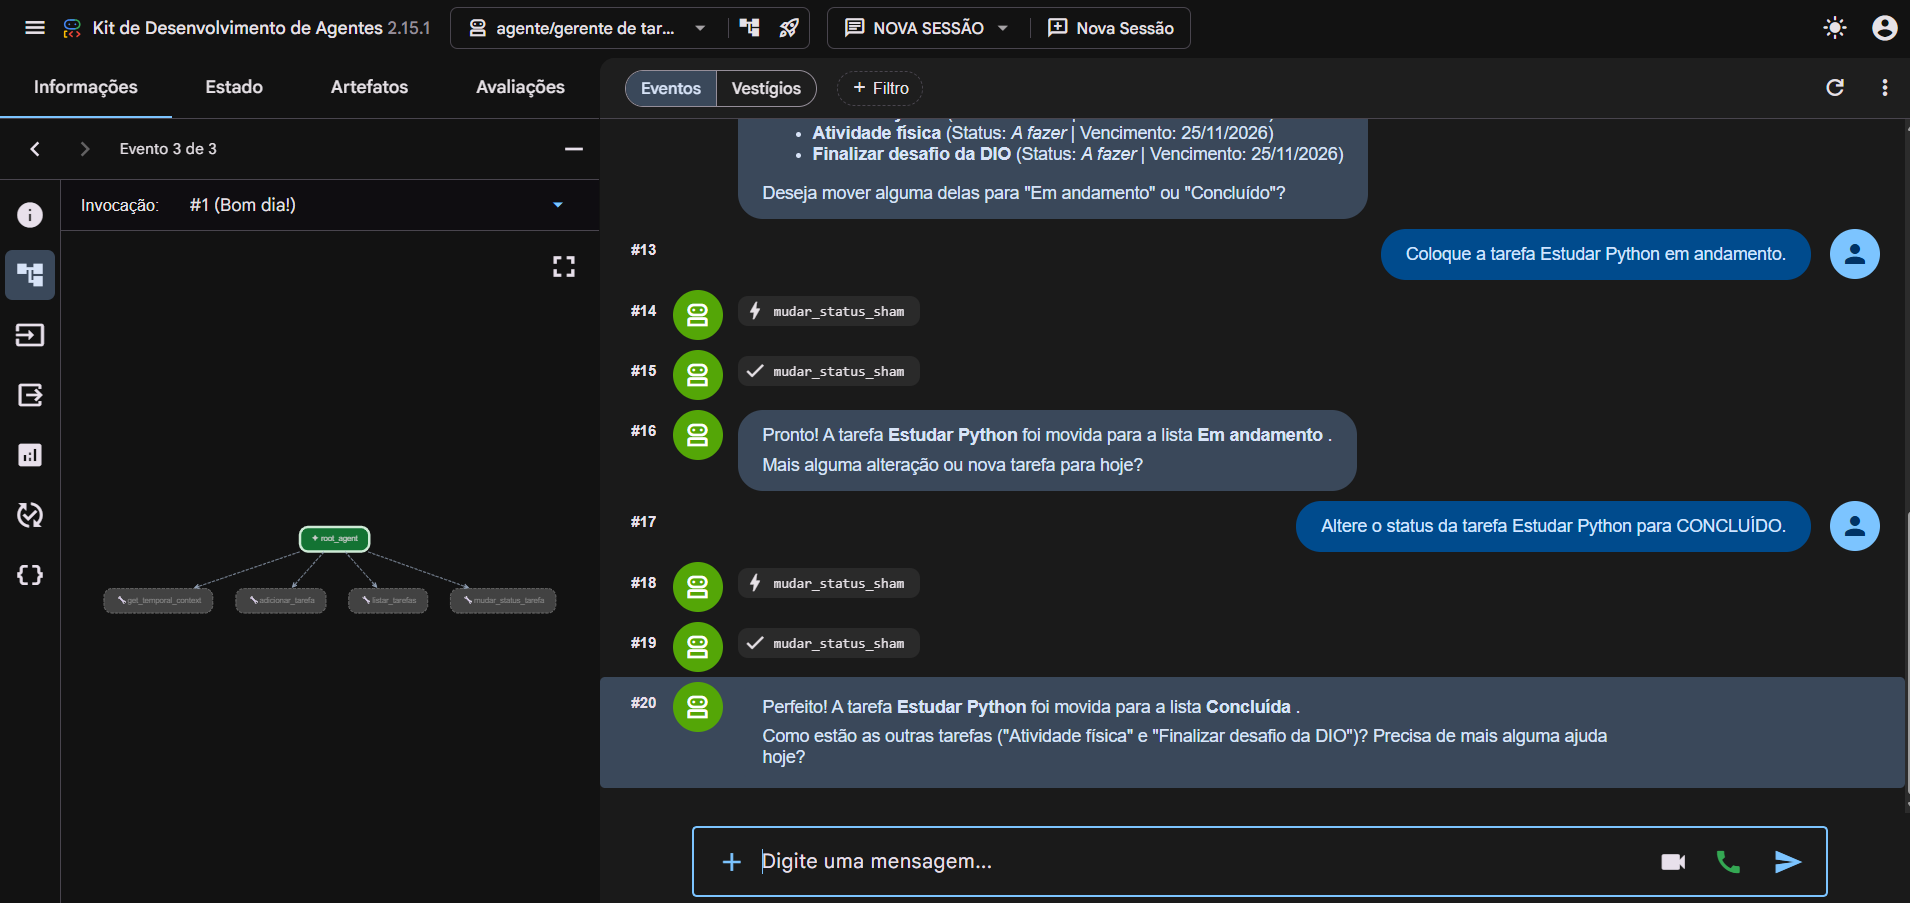 Kit de Desenvolvimento de Agentes 2.15.1
agente/gerente de tar...
NOVA SESSÃO
Nova Sessão
Informações
Estado
Artefatos
Avaliações
Eventos
Vestígios
+ Filtro
Evento 3 de 3
Invocação: #1 (Bom dia!)
root_agent
get_temporal_context
adicionar_tarefa
listar_tarefas
mudar_status_tarefa
• Atividade física (Status: A fazer | Vencimento: 25/11/2026)
• Finalizar desafio da DIO (Status: A fazer | Vencimento: 25/11/2026)
Deseja mover alguma delas para "Em andamento" ou "Concluído"?
#13
Coloque a tarefa Estudar Python em andamento.
#14
mudar_status_sham
#15
mudar_status_sham
#16
Pronto! A tarefa Estudar Python foi movida para a lista Em andamento .
Mais alguma alteração ou nova tarefa para hoje?
#17
Altere o status da tarefa Estudar Python para CONCLUÍDO.
#18
mudar_status_sham
#19
mudar_status_sham
#20
Perfeito! A tarefa Estudar Python foi movida para a lista Concluída .
Como estão as outras tarefas ("Atividade física" e "Finalizar desafio da DIO")? Precisa de mais alguma ajuda
hoje?
Digite uma mensagem...